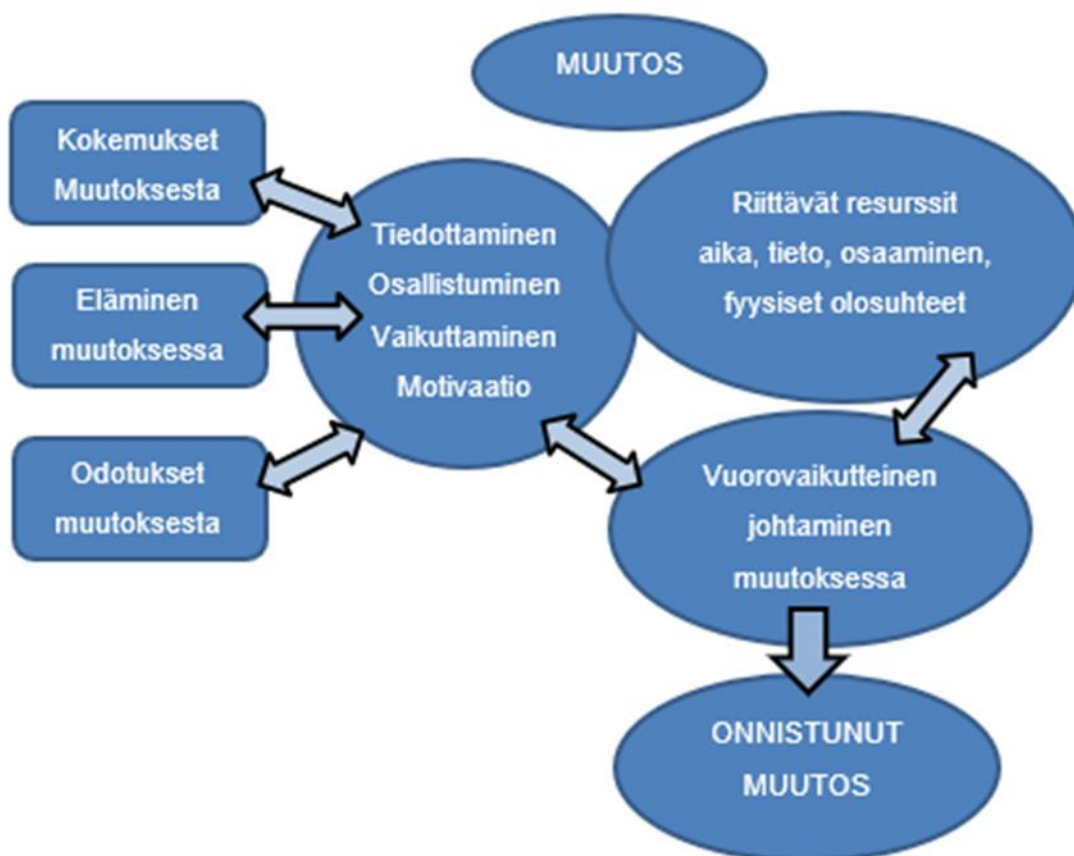 MUUTOS
Kokemukset
Muutoksesta
Eläminen
muutoksessa
Odotukset
muutoksesta
Tiedottaminen
Osallistuminen
Vaikuttaminen
Motivaatio
Riittävät resurssit
aika, tieto, osaaminen,
fyysiset olosuhteet
Vuorovaikutteinen
johtaminen
muutoksessa
ONNISTUNUT
MUUTOS